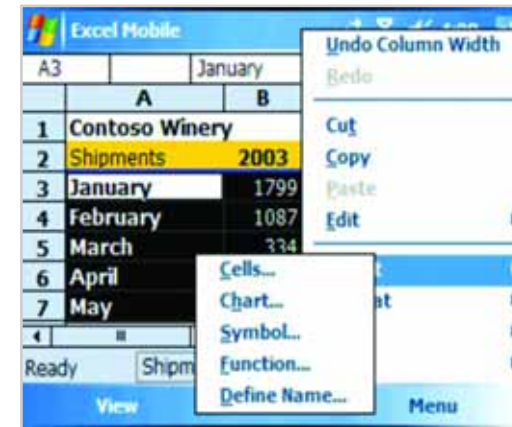 Excel Mobile
A3 January
A B
1 Contoso Winery
2 Shipments 2003
3 January 1799
4 February 1087
5 March 334
6 April
7 May
Ready Shipm
View Menu
Undo Column Width
Redo
Cut
Copy
Paste
Edit
Cells...
Chart...
Symbol...
Function...
Define Name...